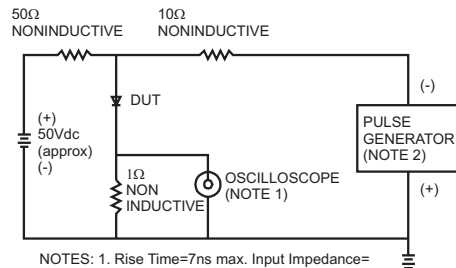 50Ω
NONINDUCTIVE
10Ω
NONINDUCTIVE
DUT
(+)
50Vdc
(approx)
(-)
1Ω
NON
INDUCTIVE
OSCILLOSCOPE
(NOTE 1)
(-)
PULSE
GENERATOR
(NOTE 2)
(+)
NOTES: 1. Rise Time=7ns max. Input Impedance=